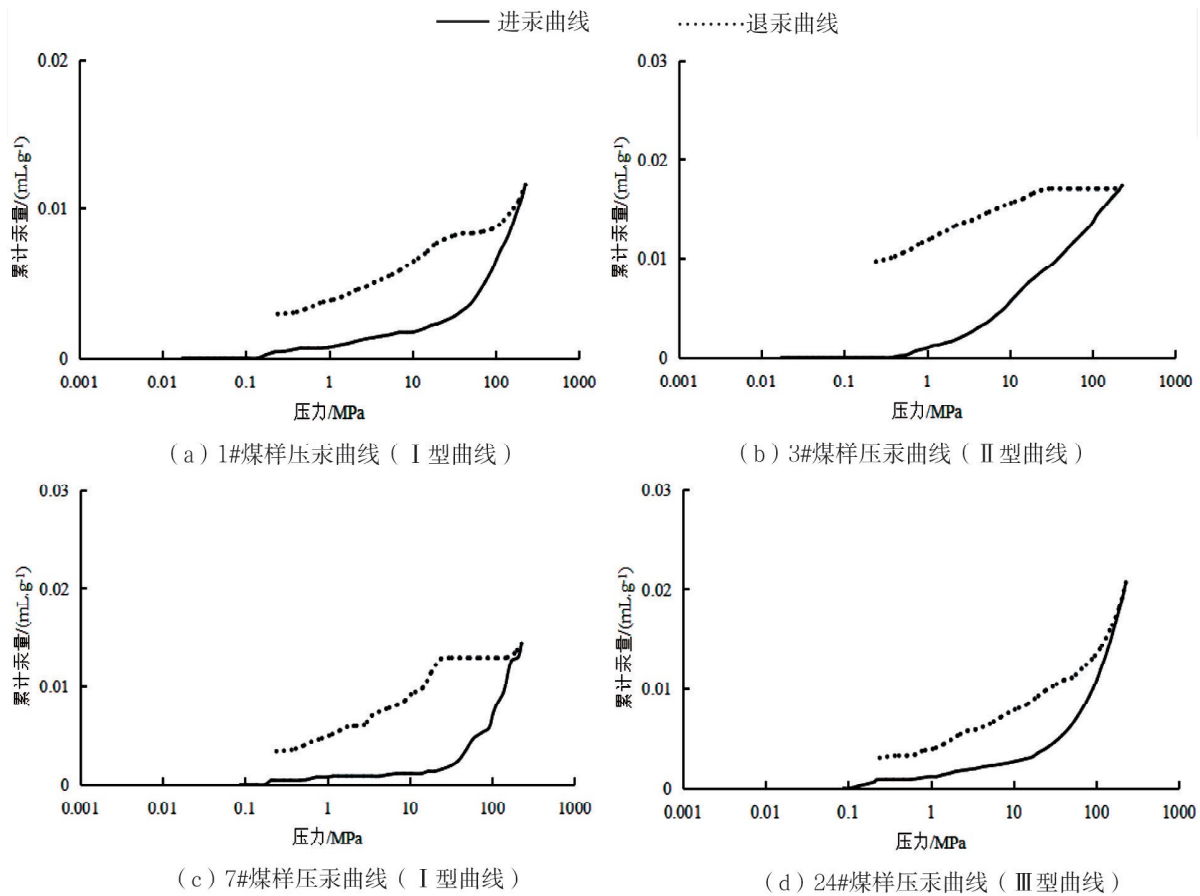 进汞曲线 退汞曲线
0.02 0.03
0.02
0.01
0.01
0 0
累计汞量/(mL.g-1) 累计汞量/(mL.g-1)
0.001 0.01 0.1 1 10 100 1000 0.001 0.01 0.1 1 10 100 1000
压力/MPa 压力/MPa
(a)1#煤样压汞曲线(Ⅰ型曲线) (b)3#煤样压汞曲线(Ⅱ型曲线)
0.03 0.03
0.02 0.02
0.01 0.01
0 0
累计汞量/(mL.g-1) 累计汞量/(mL.g-1)
0.001 0.01 0.1 1 10 100 1000 0.001 0.01 0.1 1 10 100 1000
压力/MPa 压力/MPa
(c)7#煤样压汞曲线(Ⅰ型曲线) (d)24#煤样压汞曲线(Ⅲ型曲线)